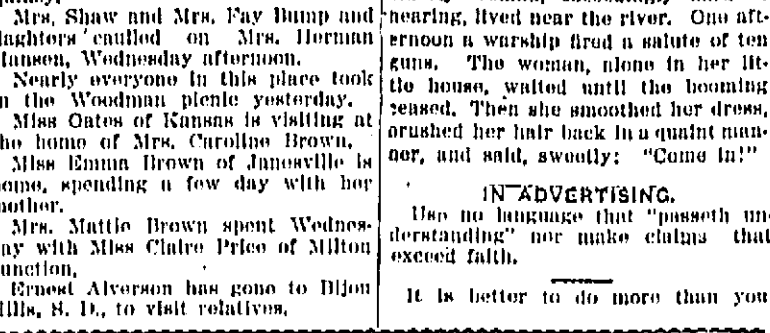 Mrs. Shaw and Mrs. Fay Bump and
laghters caulled on Mrs. Herman
Hansen, Wednesday afternoon.
Nearly everyone in this place took
n the Woodman picnic yesterday.
Miss Oates of Kansas is visiting at
he home of Mrs. Caroline Brown.
Miss Emma Brown of Janesville is
ome, spending a few day with her
mother.
Mrs. Mattie Brown spent Wednes-
ay with Miss Claire Price of Milton
unction.
Ernest Alverson has gone to Bijou
Hills, S. D., to visit relatives.
hearing, lived near the river. One aft-
ernoon a warship fired a salute of ten
guns. The woman, alone in her lit-
tle house, waited until the booming
ceased. Then she smoothed her dress,
brushed her hair back in a quaint man-
ner, and said, sweetly: "Come in!"
IN ADVERTISING.
Use no language that "passeth un-
derstanding" nor make claims that
exceed faith.
It is better to do more than you